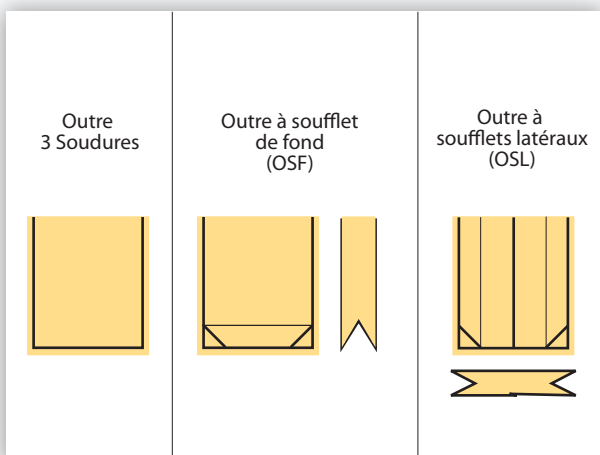 Outre
3 Soudures
Outre à soufflet
de fond
(OSF)
Outre à
soufflets latéraux
(OSL)